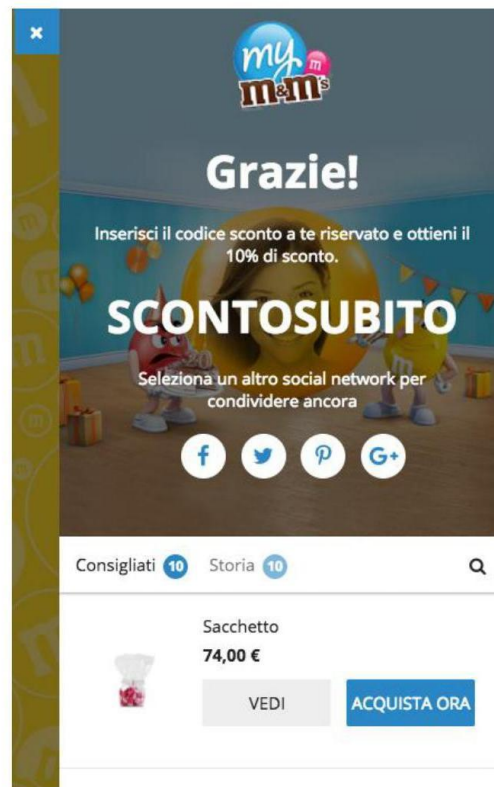 my
m
m&m's
Grazie!
Inserisci il codice sconto a te riservato e ottieni il
10% di sconto.
SCONTOSUBITO
20
Seleziona un altro social network per
condividere ancora
f
G+
Consigliati 10 Storia 10
Sacchetto
74,00 €
VEDI ACQUISTA ORA